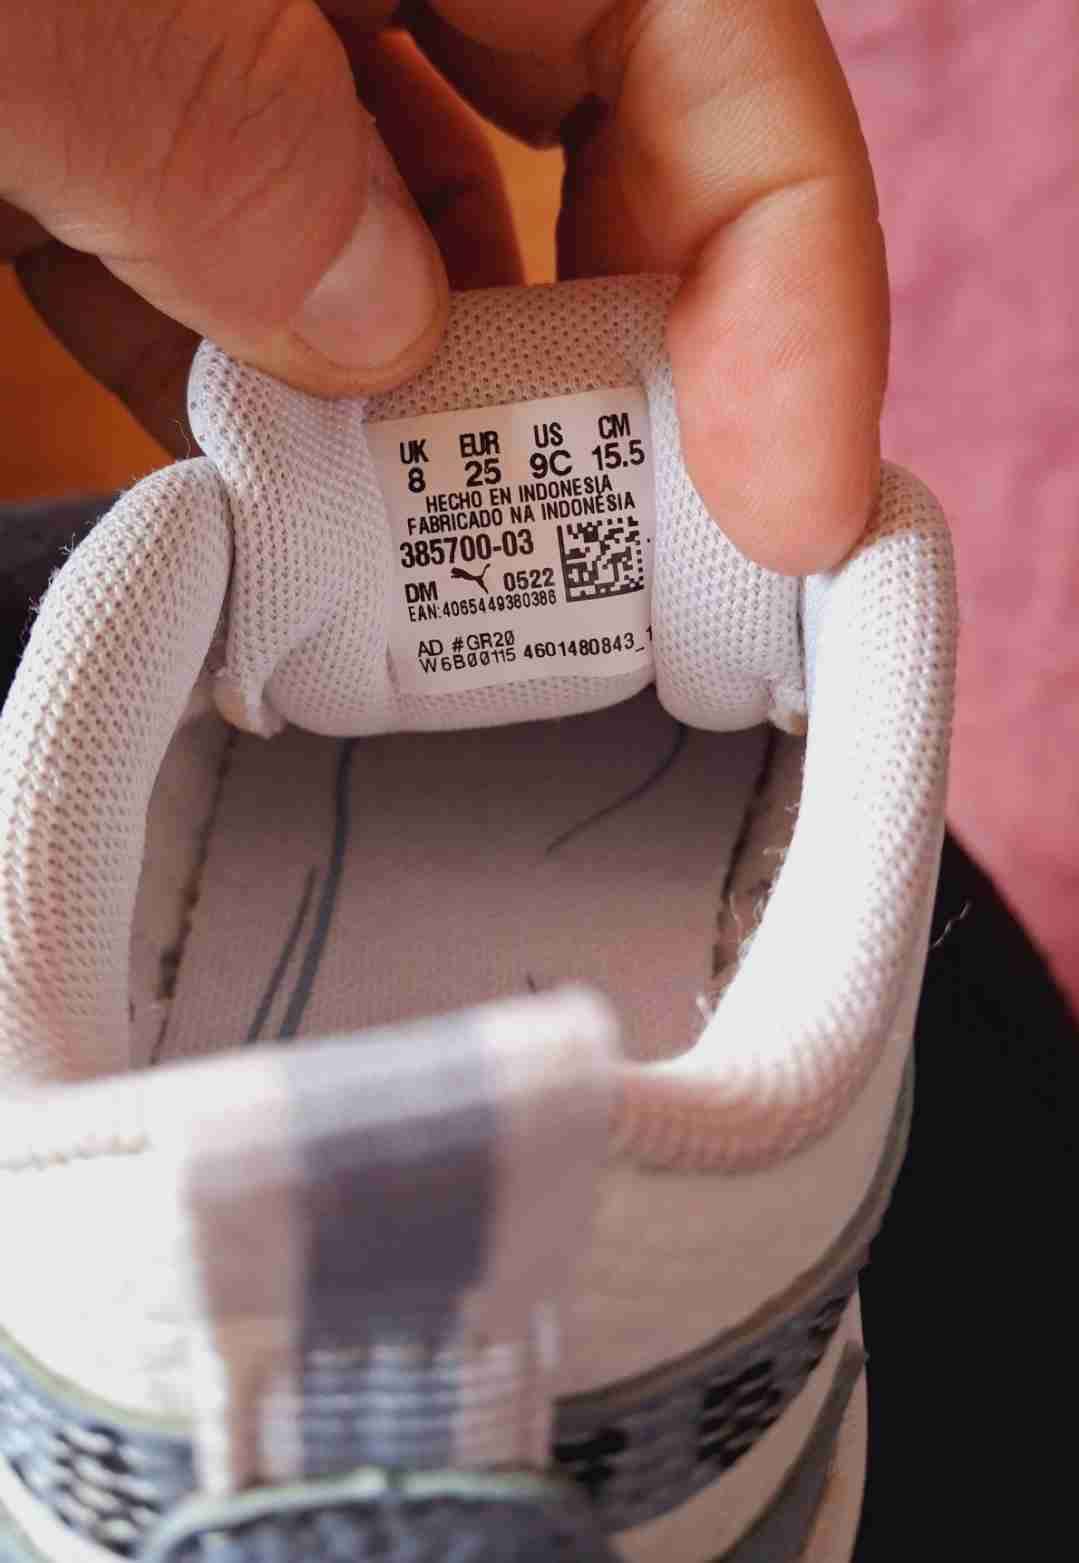 UK EUR US CM
8 25 9C 15.5
HECHO EN INDONESIA
FABRICADO NA INDONÉSIA
385700-03
DM 0522
EAN:4065449380386
AD #GR20
W6B00115 4601480843_1